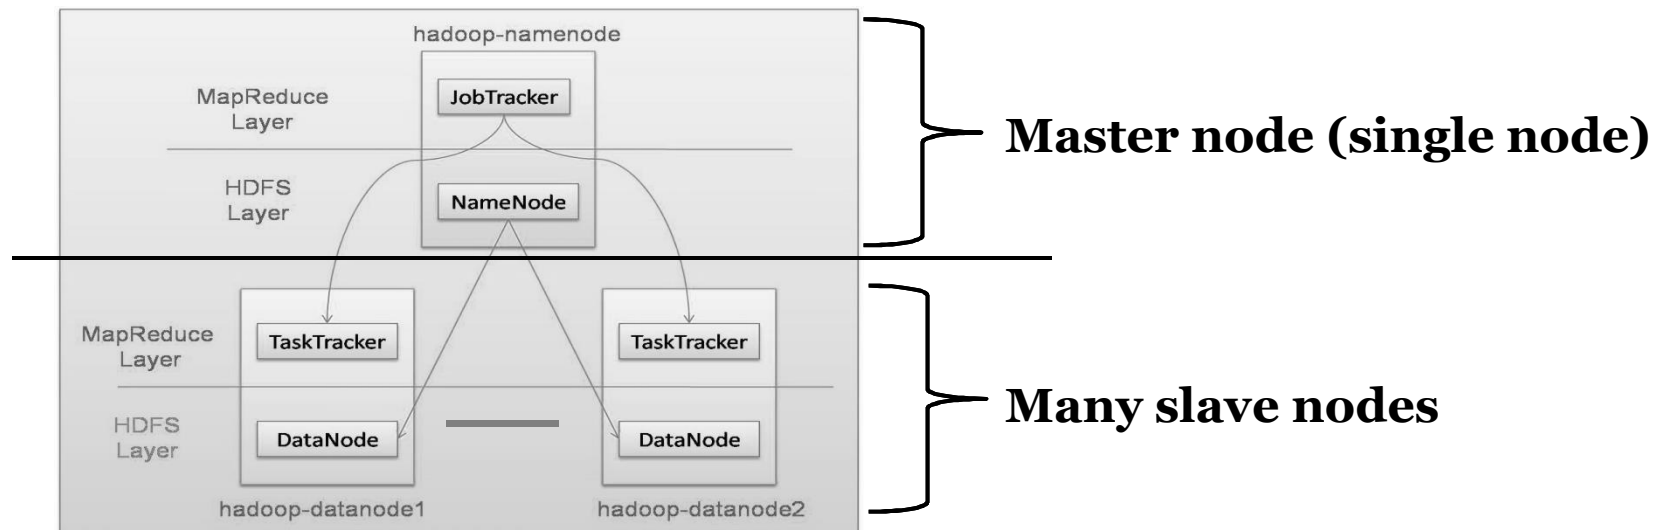 hadoop-namenode
MapReduce
Layer
JobTracker
Master node (single node)
HDFS
Layer
NameNode
MapReduce
Layer
TaskTracker
TaskTracker
Many slave nodes
HDFS
Layer
DataNode
DataNode
hadoop-datanode1
hadoop-datanode2